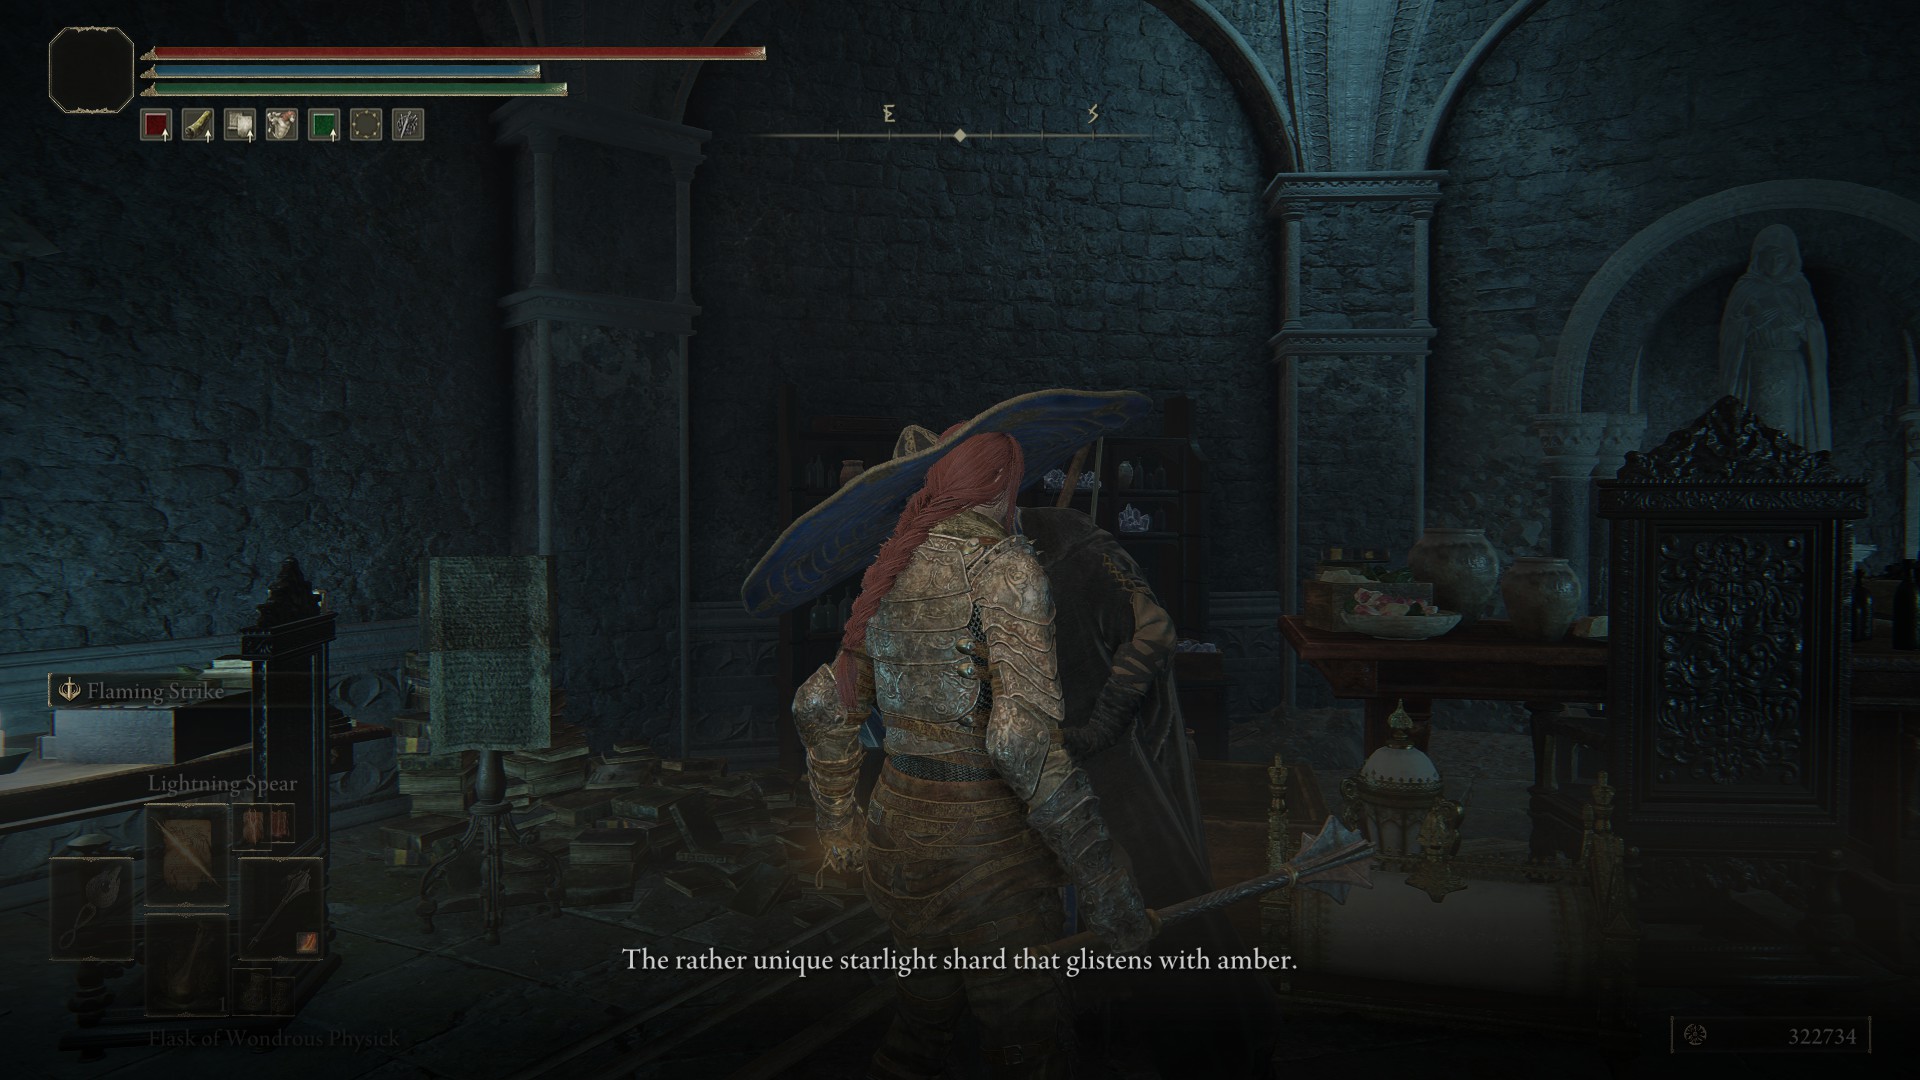 E S
Flaming Strike
Lightning Spear
The rather unique starlight shard that glistens with amber.
1
Flask of Wondrous Physick
322734